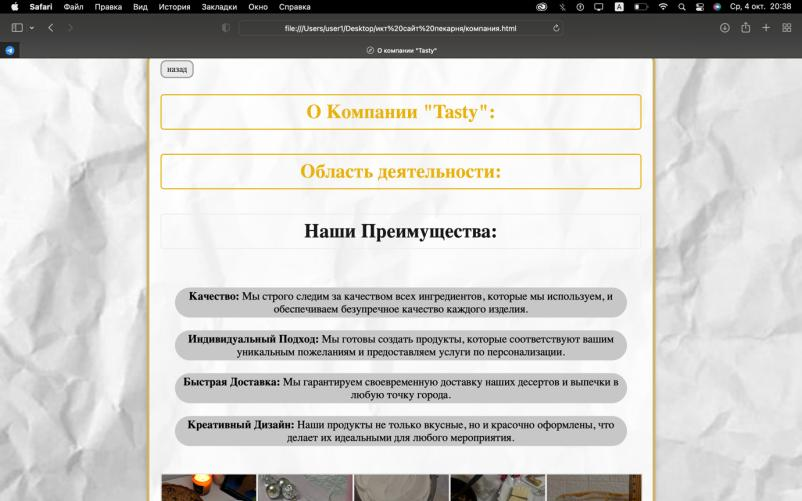 Safari Файл Правка Вид История Закладки Окно Справка A Ср, 4 окт. 20:38
file:///Users/user1/Desktop/икт%20сайт%20пекарня/компания.html
О компании "Tasty"
назад
О Компании "Tasty":
Область деятельности:
Наши Преимущества:
Качество: Мы строго следим за качеством всех ингредиентов, которые мы используем, и
обеспечиваем безупречное качество каждого изделия.
Индивидуальный Подход: Мы готовы создать продукты, которые соответствуют вашим
уникальным пожеланиям и предоставляем услуги по персонализации.
Быстрая Доставка: Мы гарантируем своевременную доставку наших десертов и выпечки в
любую точку города.
Креативный Дизайн: Наши продукты не только вкусные, но и красочно оформлены, что
делает их идеальными для любого мероприятия.